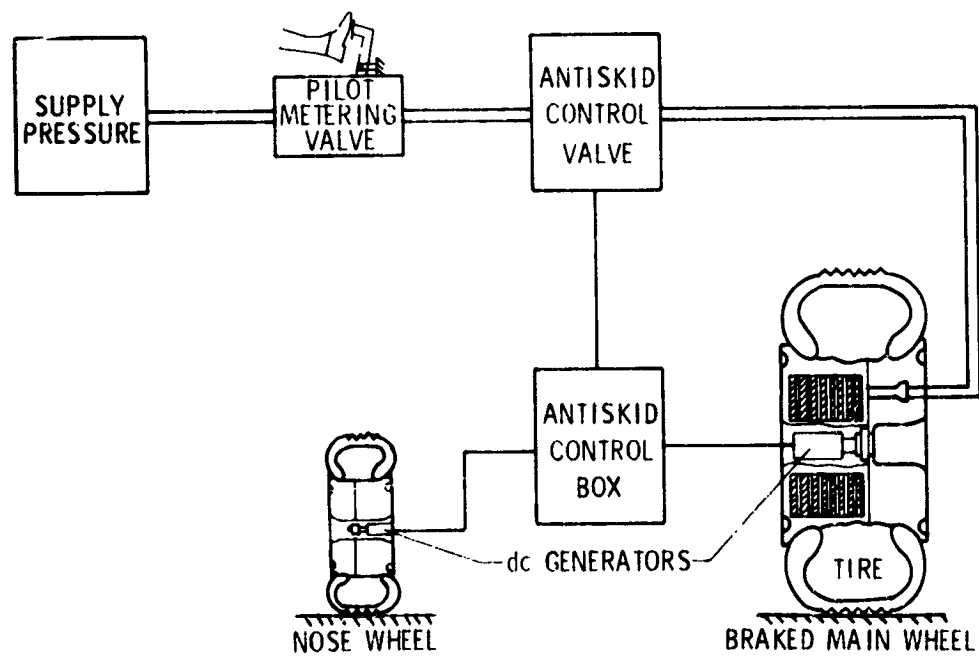 SUPPLY
PRESSURE
PILOT
METERING
VALVE
ANTISKID
CONTROL
VALVE
ANTISKID
CONTROL
BOX
dc GENERATORS
TIRE
NOSE WHEEL
BRAKED MAIN WHEEL